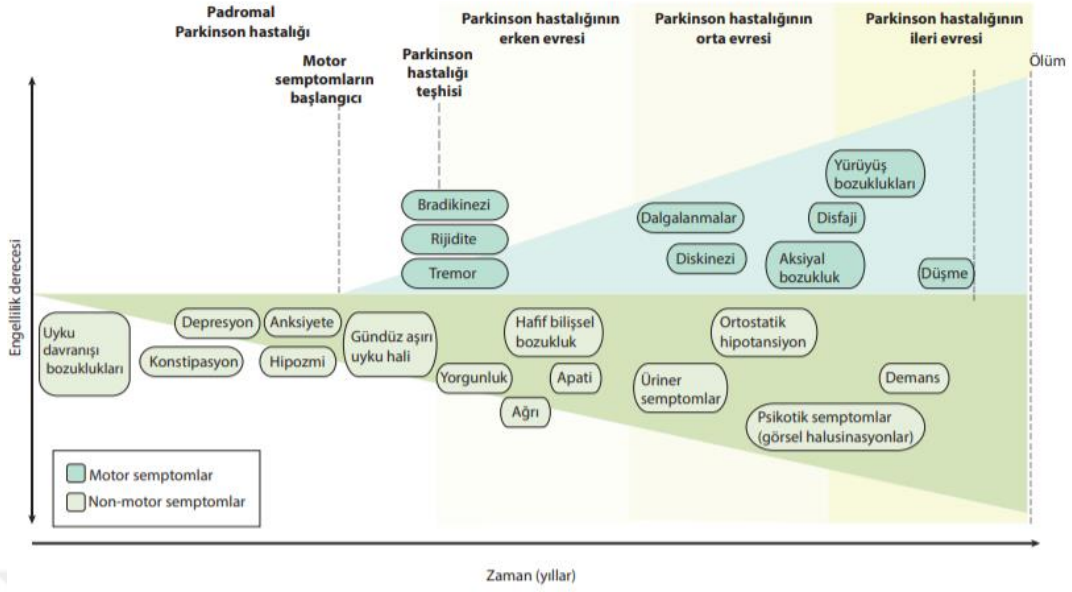 Padromal
Parkinson hastalığı
Motor
semptomların
başlangıcı
Parkinson
hastalığı
teşhisi
Parkinson hastalığının
erken evresi
Parkinson hastalığının
orta evresi
Parkinson hastalığının
ileri evresi
Ölüm
Engellilik derecesi
Bradikinezi
Rijidite
Tremor
Dalgalanmalar
Diskinezi
Yürüyüş
bozuklukları
Disfaji
Aksiyal
bozukluk
Düşme
Uyku
davranışı
bozuklukları
Depresyon
Konstipasyon
Anksiyete
Hipozmi
Gündüz aşırı
uyku hali
Yorgunluk
Hafif bilişsel
bozukluk
Apati
Ağrı
Ortostatik
hipotansiyon
Üriner
semptomlar
Psikotik semptomlar
(görsel halusinasyonlar)
Demans
Motor semptomlar
Non-motor semptomlar
Zaman (yıllar)